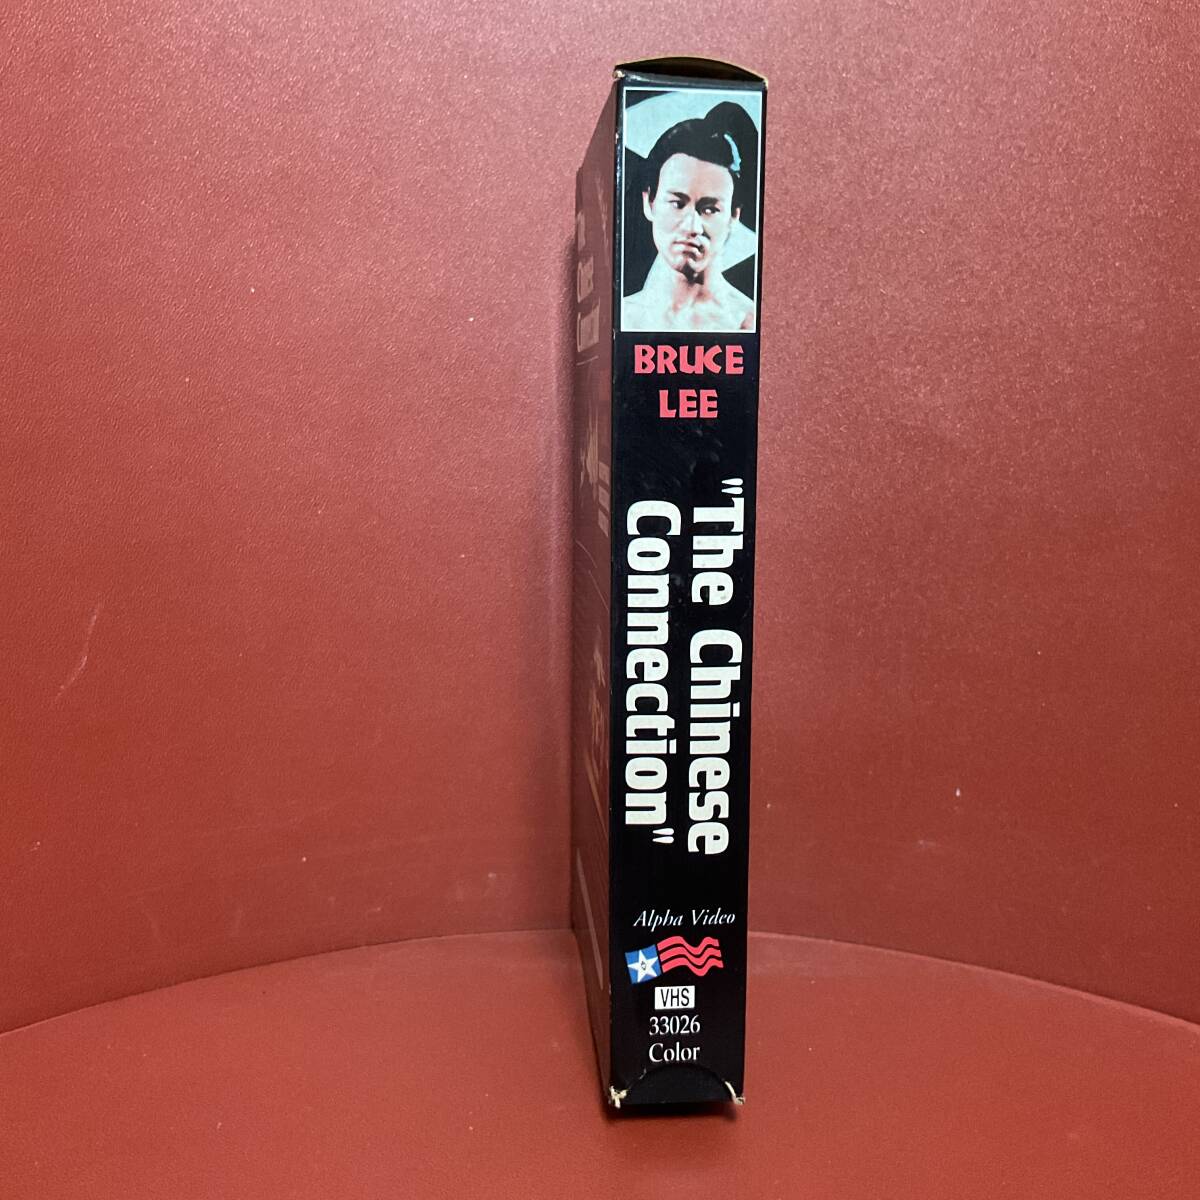 BRUCE
LEE
"The Chinese
Connection"
Alpha Video
VHS
33026
Color